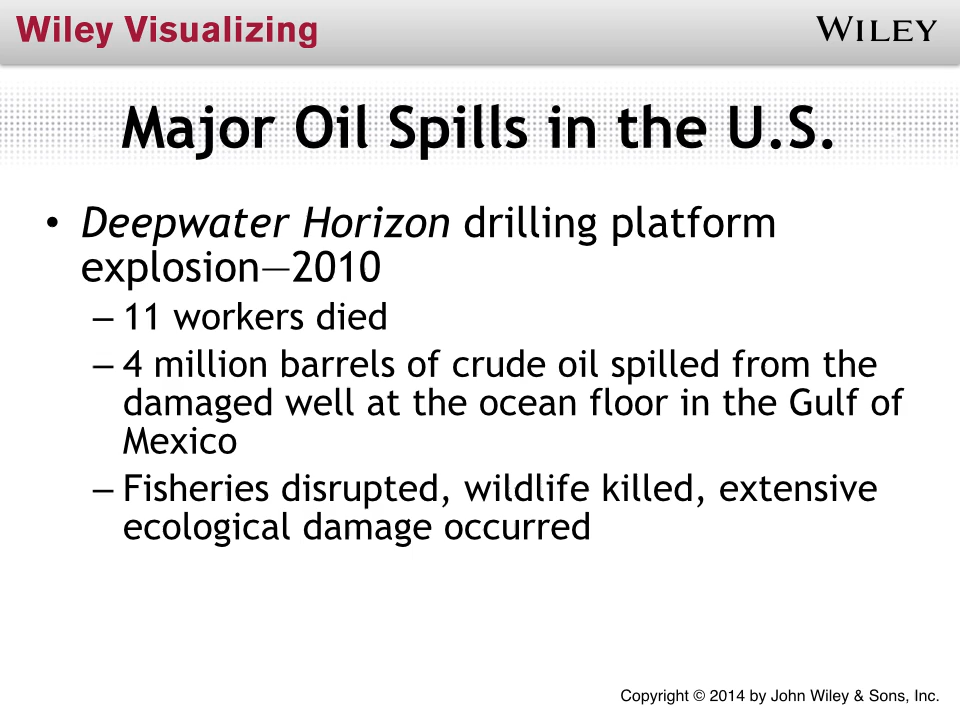 Wiley Visualizing
WILEY
Major Oil Spills in the U.S.
• Deepwater Horizon drilling platform
explosion—2010
– 11 workers died
– 4 million barrels of crude oil spilled from the
damaged well at the ocean floor in the Gulf of
Mexico
– Fisheries disrupted, wildlife killed, extensive
ecological damage occurred
Copyright © 2014 by John Wiley & Sons, Inc.